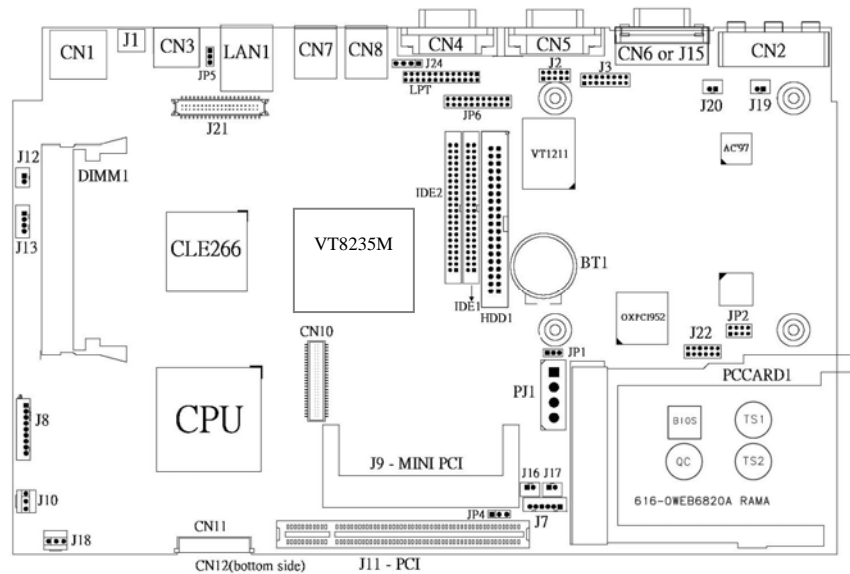 CN1
J1
CN3
JP5
LAN1
CN7
CN8
CN4
CN5
CN6 or J15
CN2
J24
LPT
J2
J3
J20
J19
J21
JP6
J12
DIMM1
J13
CLE266
VT8235M
IDE2
IDE1
HDD1
VT1211
AC'97
BT1
OXPCI952
JP2
J22
CN10
JP1
PJ1
PCCARD1
J8
CPU
BIOS
TS1
QC
TS2
J9 - MINI PCI
J16
J17
616-0WEB6820A RAMA
J10
JP4
J7
J18
CN11
CN12(bottom side)
J11 - PCI